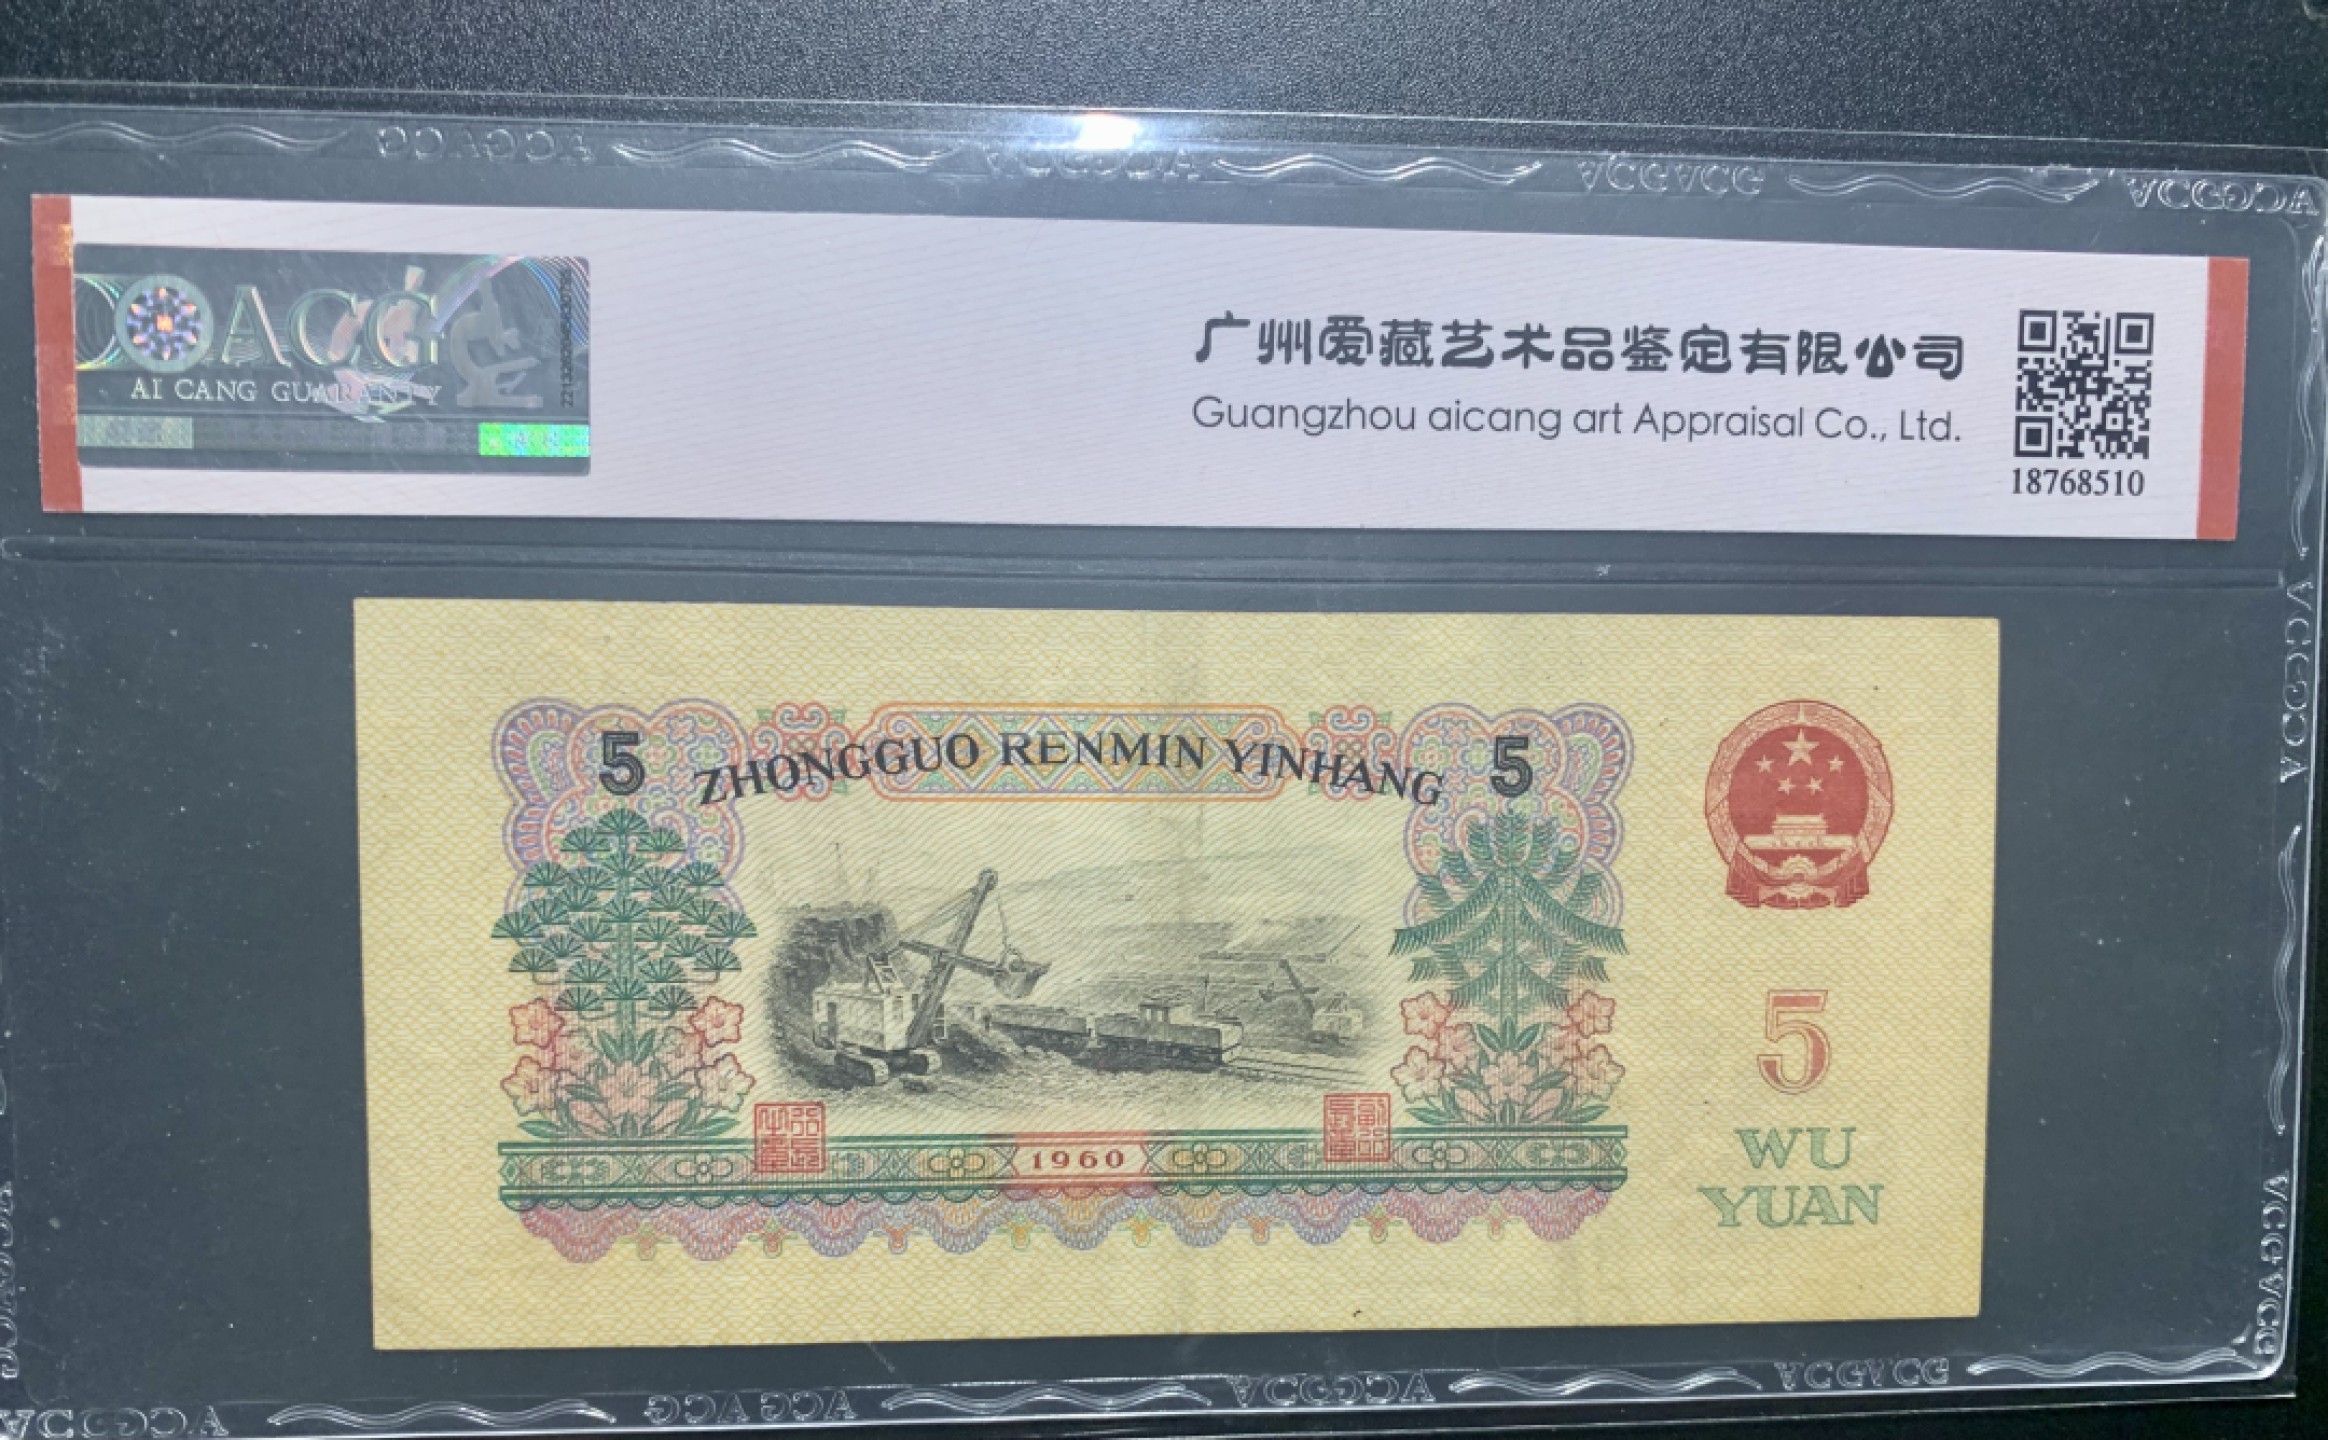 ACG
AI CANG GUARANTY
广州爱藏艺术品鉴定有限公司
Guangzhou aicang art Appraisal Co., Ltd.
18768510
5 ZHONGGUO RENMIN YINHANG 5
5
WU
YUAN
1960